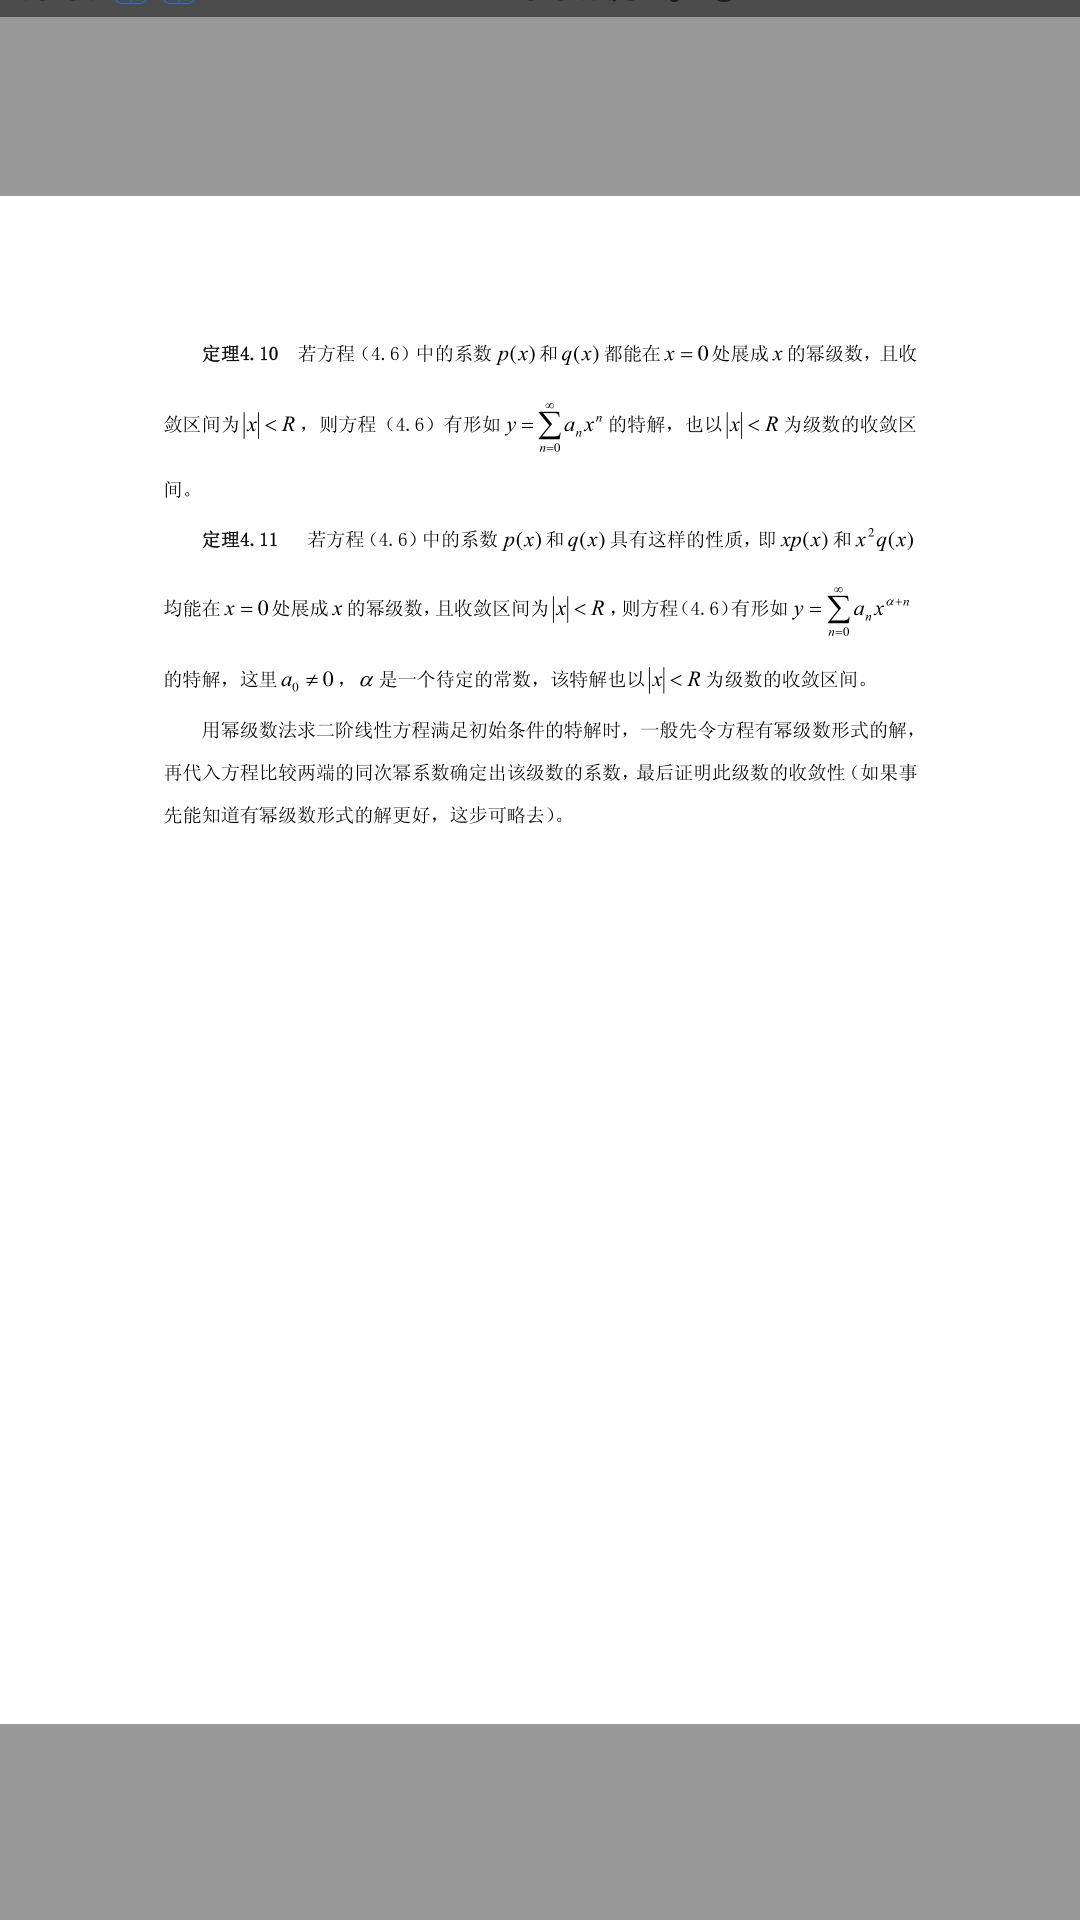 定理4.10 若方程(4.6)中的系数 p(x) 和 q(x) 都能在 x = 0 处展成 x 的幂级数，且收
敛区间为 |x| < R ，则方程(4.6)有形如 y = ∑_{n=0}^{∞} a_n x^n 的特解，也以 |x| < R 为级数的收敛区
间。
定理4.11 若方程(4.6)中的系数 p(x) 和 q(x) 具有这样的性质，即 xp(x) 和 x²q(x)
均能在 x = 0 处展成 x 的幂级数，且收敛区间为 |x| < R ，则方程(4.6)有形如 y = ∑_{n=0}^{∞} a_n x^{α+n}
的特解，这里 a₀ ≠ 0 ， α 是一个待定的常数，该特解也以 |x| < R 为级数的收敛区间。
用幂级数法求二阶线性方程满足初始条件的特解时，一般先令方程有幂级数形式的解，
再代入方程比较两端的同次幂系数确定出该级数的系数，最后证明此级数的收敛性（如果事
先能知道有幂级数形式的解更好，这步可略去）。